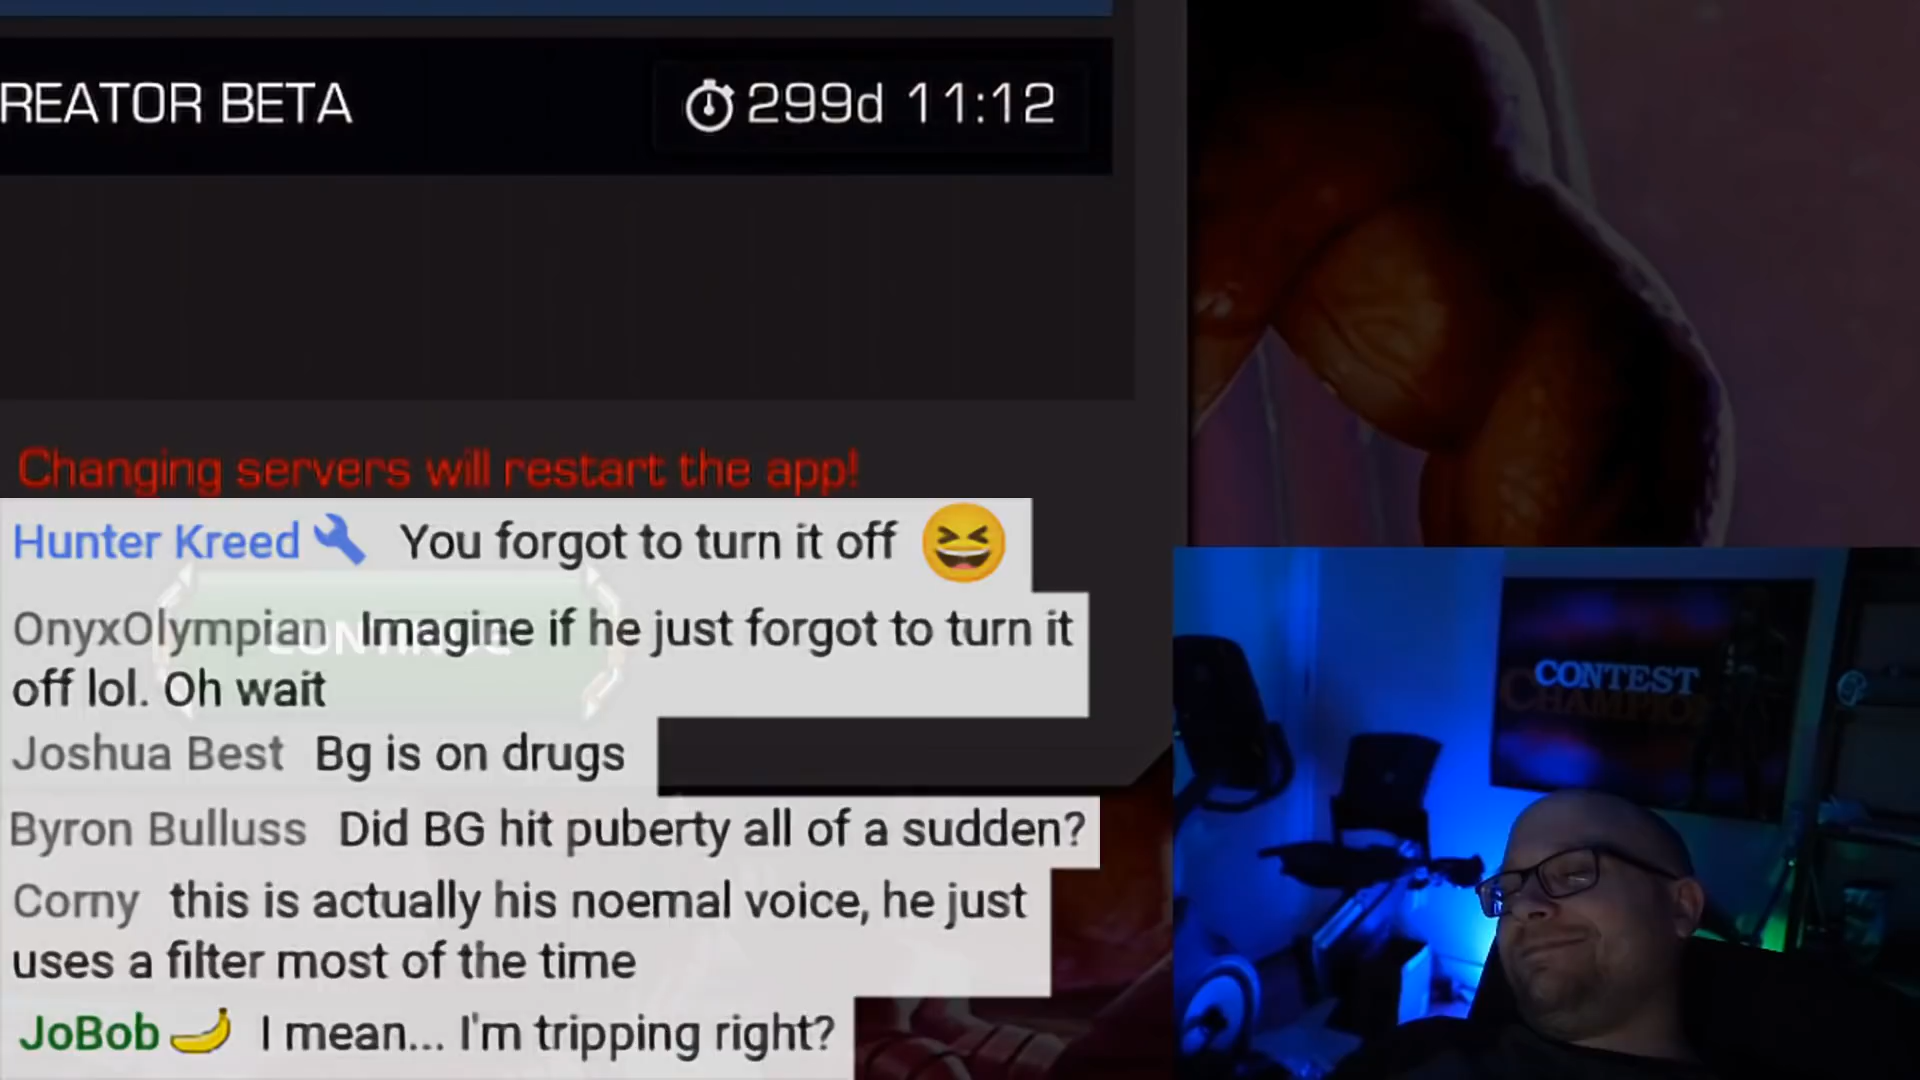 REATOR BETA
299d 11:12
Changing servers will restart the app!
Hunter Kreed You forgot to turn it off 😆
OnyxOlympian Imagine if he just forgot to turn it
off lol. Oh wait
Joshua Best Bg is on drugs
Byron Bulluss Did BG hit puberty all of a sudden?
Corny this is actually his noemal voice, he just
uses a filter most of the time
JoBob🍌 I mean... I'm tripping right?
CONTEST
CHAMPIO